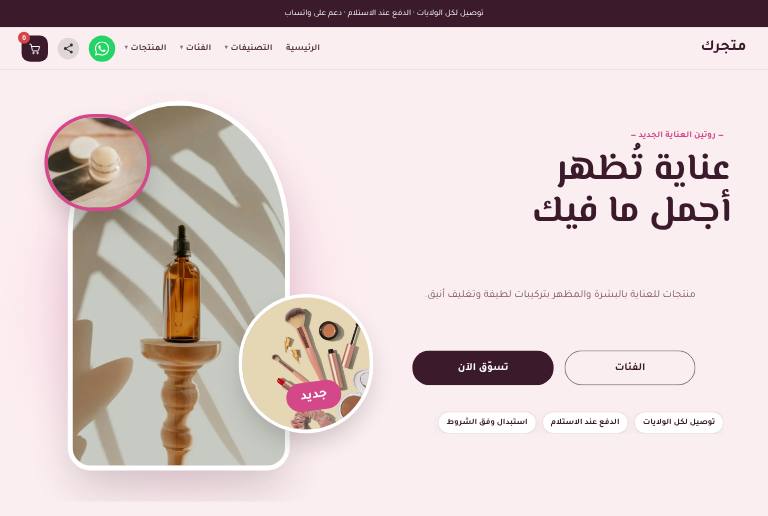 توصيل لكل الولايات · الدفع عند الاستلام · دعم على واتساب
متجرك
الرئيسية
التصنيفات
الفئات
المنتجات
0
– روتين العناية الجديد –
عناية تُظهر
أجمل ما فيك
منتجات للعناية بالبشرة والمظهر بتركيبات لطيفة وتغليف أنيق.
الفئات
تسوّق الآن
توصيل لكل الولايات
الدفع عند الاستلام
استبدال وفق الشروط
جديد